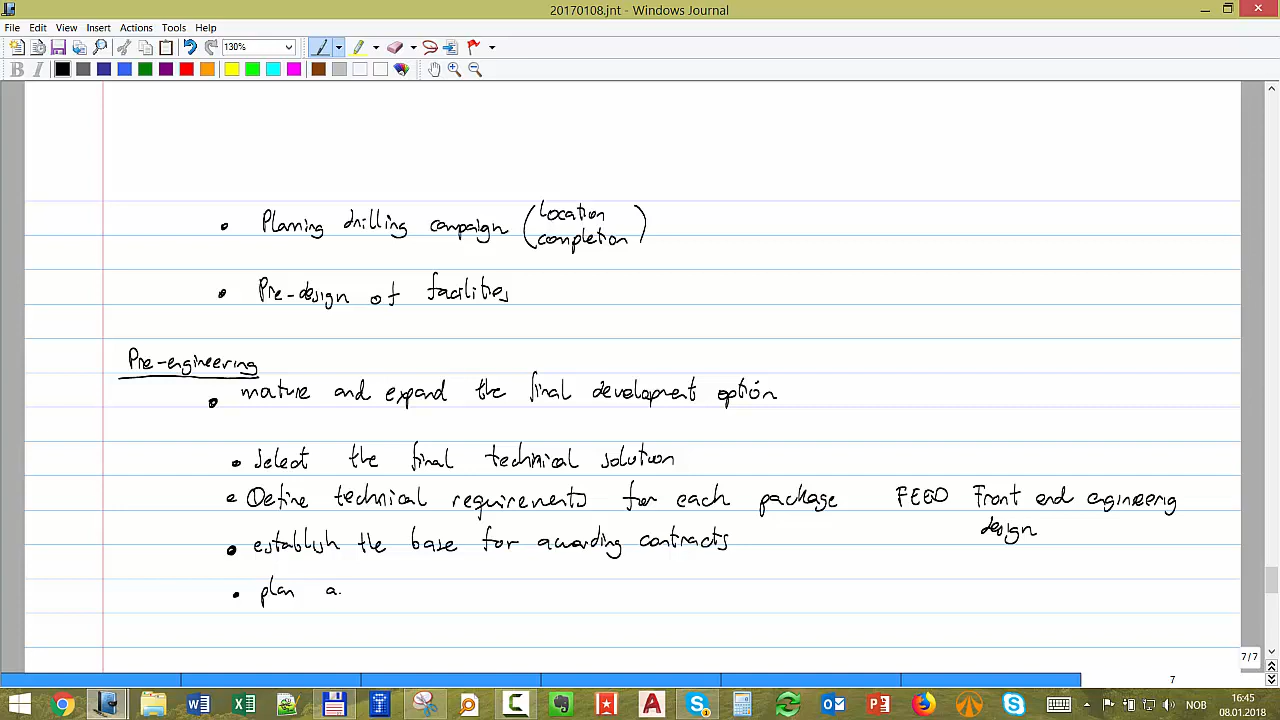 20170108.jnt - Windows Journal
File Edit View Insert Actions Tools Help
130%
B I
• Planning drilling campaign (location completion)
• Pre-design of facilities
Pre-engineering
• mature and expand the final development option
• Select the final technical solution
• Define technical requirements for each package FEED Front end engineering
design
• establish the base for awarding contracts
• plan a
7/7
7
NOB
16:45
08.01.2018